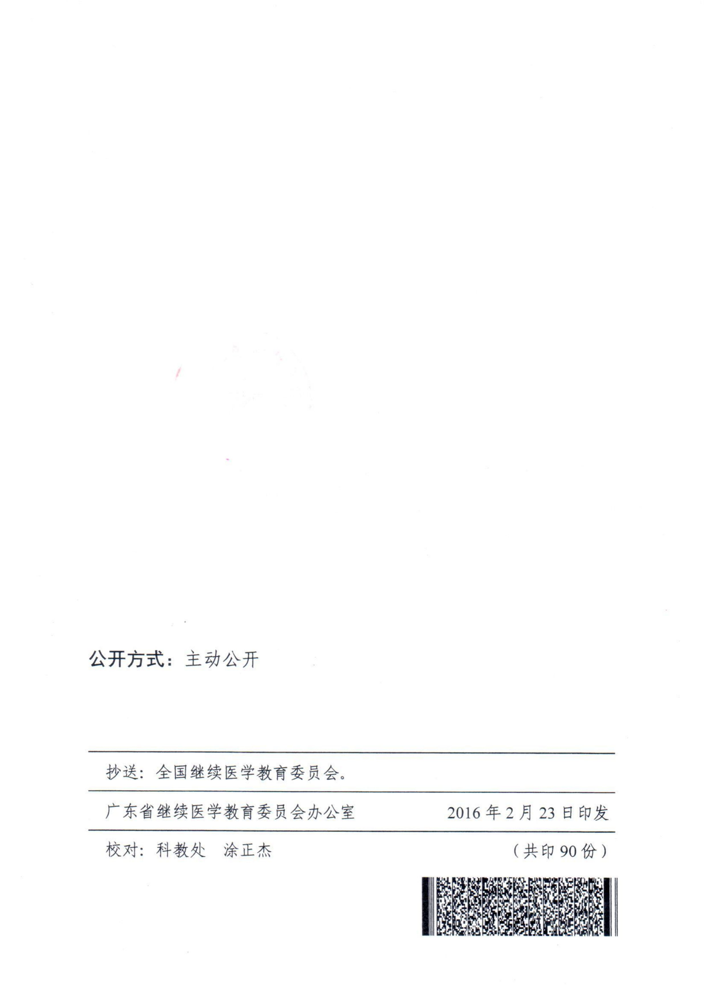 公开方式：主动公开
抄送：全国继续医学教育委员会。
广东省继续医学教育委员会办公室 2016年2月23日印发
校对：科教处 涂正杰 （共印90份）